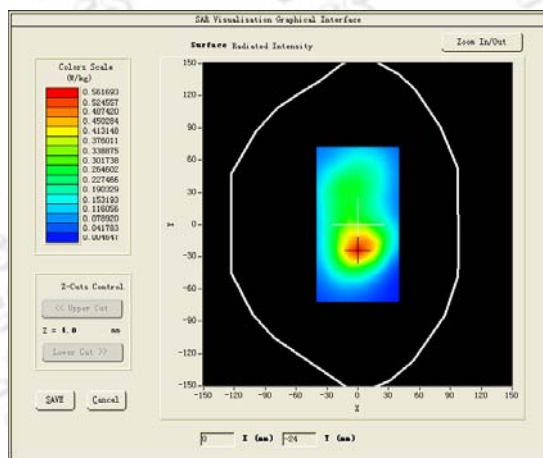 SAR Visualisation Graphical Interface
Surface Radiated Intensity
Zoom In/Out
Colors Scale
(W/kg)
0.561693
0.524557
0.487420
0.450284
0.413148
0.376011
0.338875
0.301738
0.264602
0.227466
0.190329
0.153193
0.116056
0.078920
0.041783
0.004647
150
120
90
60
30
0
-30
-60
-90
-120
-150
Y
-150 -120 -90 -60 -30 0 30 60 90 120 150
X
Z-Cuts Control
<< Upper Cut
Z = 4.0 mm
Lower Cut >>
SAVE
Cancel
0 X (mm) -24 Y (mm)